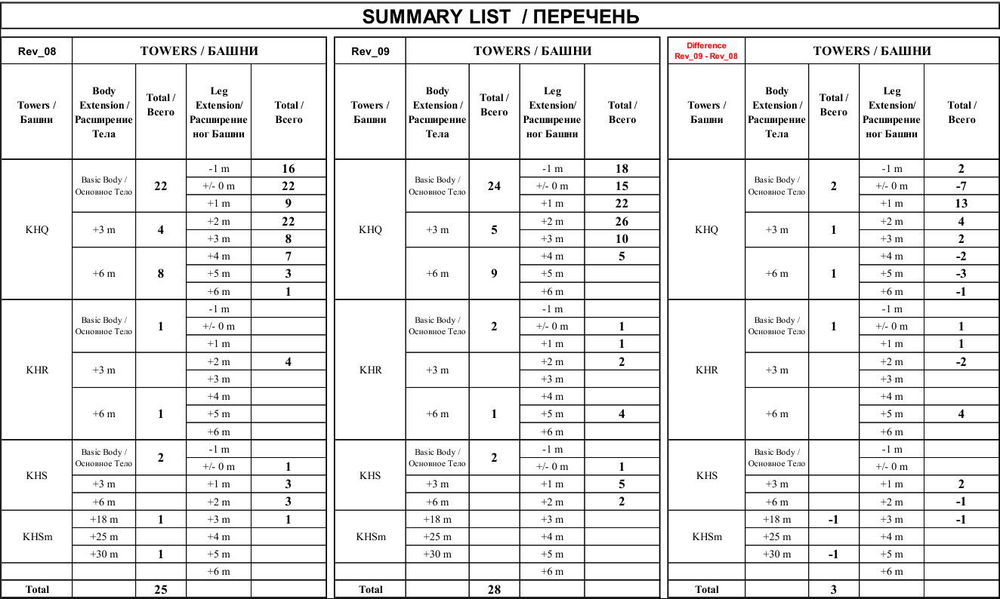 SUMMARY LIST / ПЕРЕЧЕНЬ
Rev_08
TOWERS / БАШНИ
Towers /
Башни
Body
Extension /
Расширение
Тела
Total /
Всего
Leg
Extension/
Расширение
ног Башни
Total /
Всего
KHQ
Basic Body /
Основное Тело
22
-1 m 16
+/- 0 m 22
+1 m 9
+3 m 4
+2 m 22
+3 m 8
+6 m 8
+4 m 7
+5 m 3
+6 m 1
KHR
Basic Body /
Основное Тело
1
-1 m
+/- 0 m
+1 m
+3 m
+2 m 4
+3 m
+6 m 1
+4 m
+5 m
+6 m
KHS
Basic Body /
Основное Тело
2
-1 m
+/- 0 m 1
+3 m +1 m 3
+6 m +2 m 3
KHSm
+18 m 1 +3 m 1
+25 m +4 m
+30 m 1 +5 m
+6 m
Total 25
Rev_09
TOWERS / БАШНИ
Towers /
Башни
Body
Extension /
Расширение
Тела
Total /
Всего
Leg
Extension/
Расширение
ног Башни
Total /
Всего
KHQ
Basic Body /
Основное Тело
24
-1 m 18
+/- 0 m 15
+1 m 22
+3 m 5
+2 m 26
+3 m 10
+6 m 9
+4 m 5
+5 m
+6 m
KHR
Basic Body /
Основное Тело
2
-1 m
+/- 0 m 1
+1 m 1
+3 m
+2 m 2
+3 m
+6 m 1
+4 m
+5 m 4
+6 m
KHS
Basic Body /
Основное Тело
2
-1 m
+/- 0 m 1
+3 m +1 m 5
+6 m +2 m 2
KHSm
+18 m +3 m
+25 m +4 m
+30 m +5 m
+6 m
Total 28
Difference
Rev_09 - Rev_08
TOWERS / БАШНИ
Towers /
Башни
Body
Extension /
Расширение
Тела
Total /
Всего
Leg
Extension/
Расширение
ног Башни
Total /
Всего
KHQ
Basic Body /
Основное Тело
2
-1 m 2
+/- 0 m -7
+1 m 13
+3 m 1
+2 m 4
+3 m 2
+6 m 1
+4 m -2
+5 m -3
+6 m -1
KHR
Basic Body /
Основное Тело
1
-1 m
+/- 0 m 1
+1 m 1
+3 m
+2 m -2
+3 m
+6 m
+4 m
+5 m 4
+6 m
KHS
Basic Body /
Основное Тело
-1 m
+/- 0 m
+3 m +1 m 2
+6 m +2 m -1
KHSm
+18 m -1 +3 m -1
+25 m +4 m
+30 m -1 +5 m
+6 m
Total 3